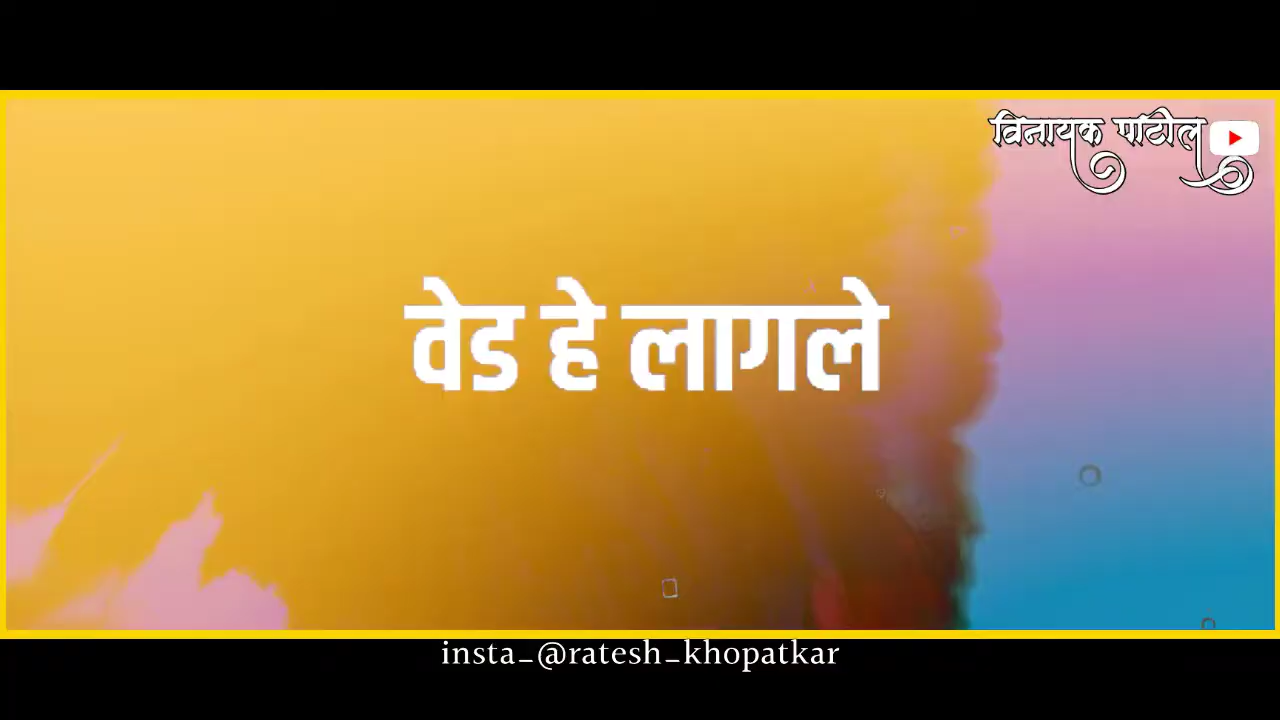 विनायक पाटील
वेड हे लागले
insta_@ratesh_khopatkar